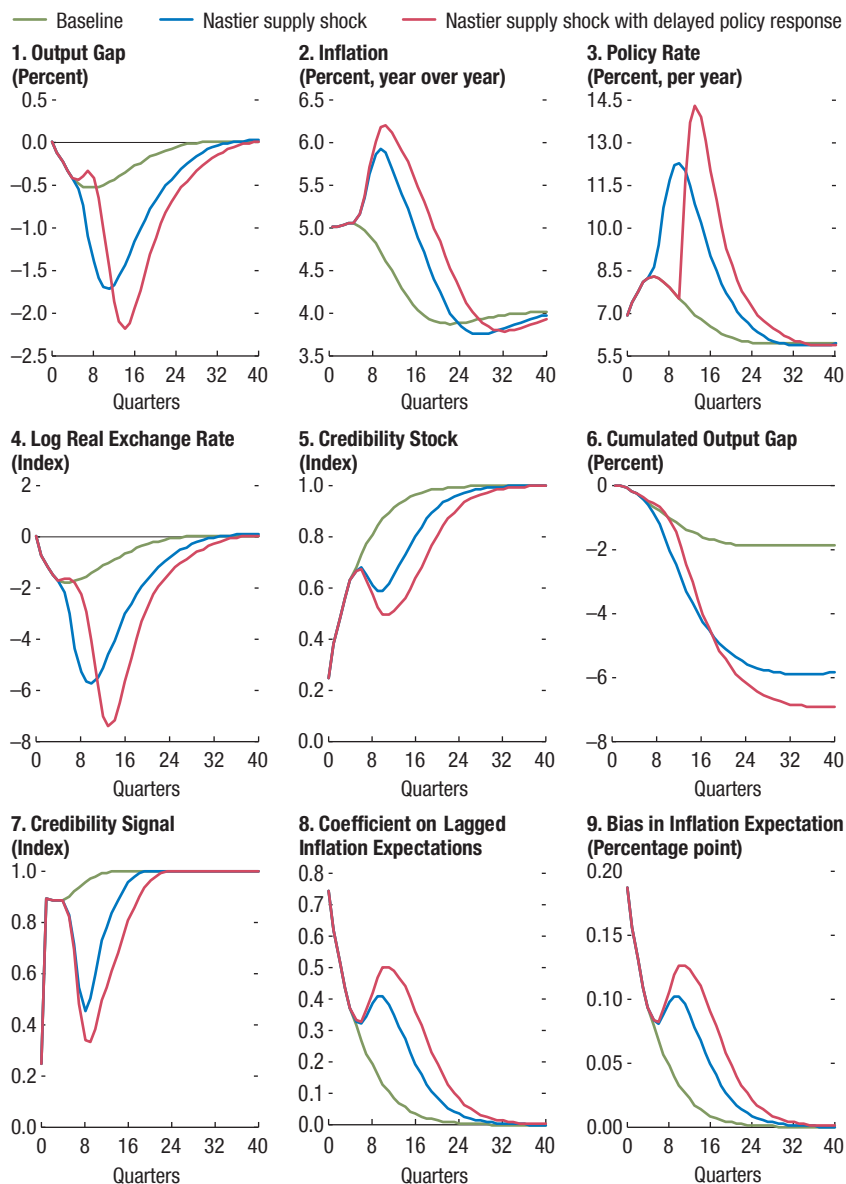 Baseline Nastier supply shock Nastier supply shock with delayed policy response
1. Output Gap
(Percent)
0.5
0.0
–0.5
–1.0
–1.5
–2.0
–2.5
0 8 16 24 32 40
Quarters
2. Inflation
(Percent, year over year)
6.5
6.0
5.5
5.0
4.5
4.0
3.5
0 8 16 24 32 40
Quarters
3. Policy Rate
(Percent, per year)
14.5
13.0
11.5
10.0
8.5
7.0
5.5
0 8 16 24 32 40
Quarters
4. Log Real Exchange Rate
(Index)
2
0
–2
–4
–6
–8
0 8 16 24 32 40
Quarters
5. Credibility Stock
(Index)
1.0
0.8
0.6
0.4
0.2
0.0
0 8 16 24 32 40
Quarters
6. Cumulated Output Gap
(Percent)
0
–2
–4
–6
–8
0 8 16 24 32 40
Quarters
7. Credibility Signal
(Index)
1.0
0.8
0.6
0.4
0.2
0.0
0 8 16 24 32 40
Quarters
8. Coefficient on Lagged
Inflation Expectations
0.8
0.7
0.6
0.5
0.4
0.3
0.2
0.1
0.0
0 8 16 24 32 40
Quarters
9. Bias in Inflation Expectation
(Percentage point)
0.20
0.15
0.10
0.05
0.00
0 8 16 24 32 40
Quarters